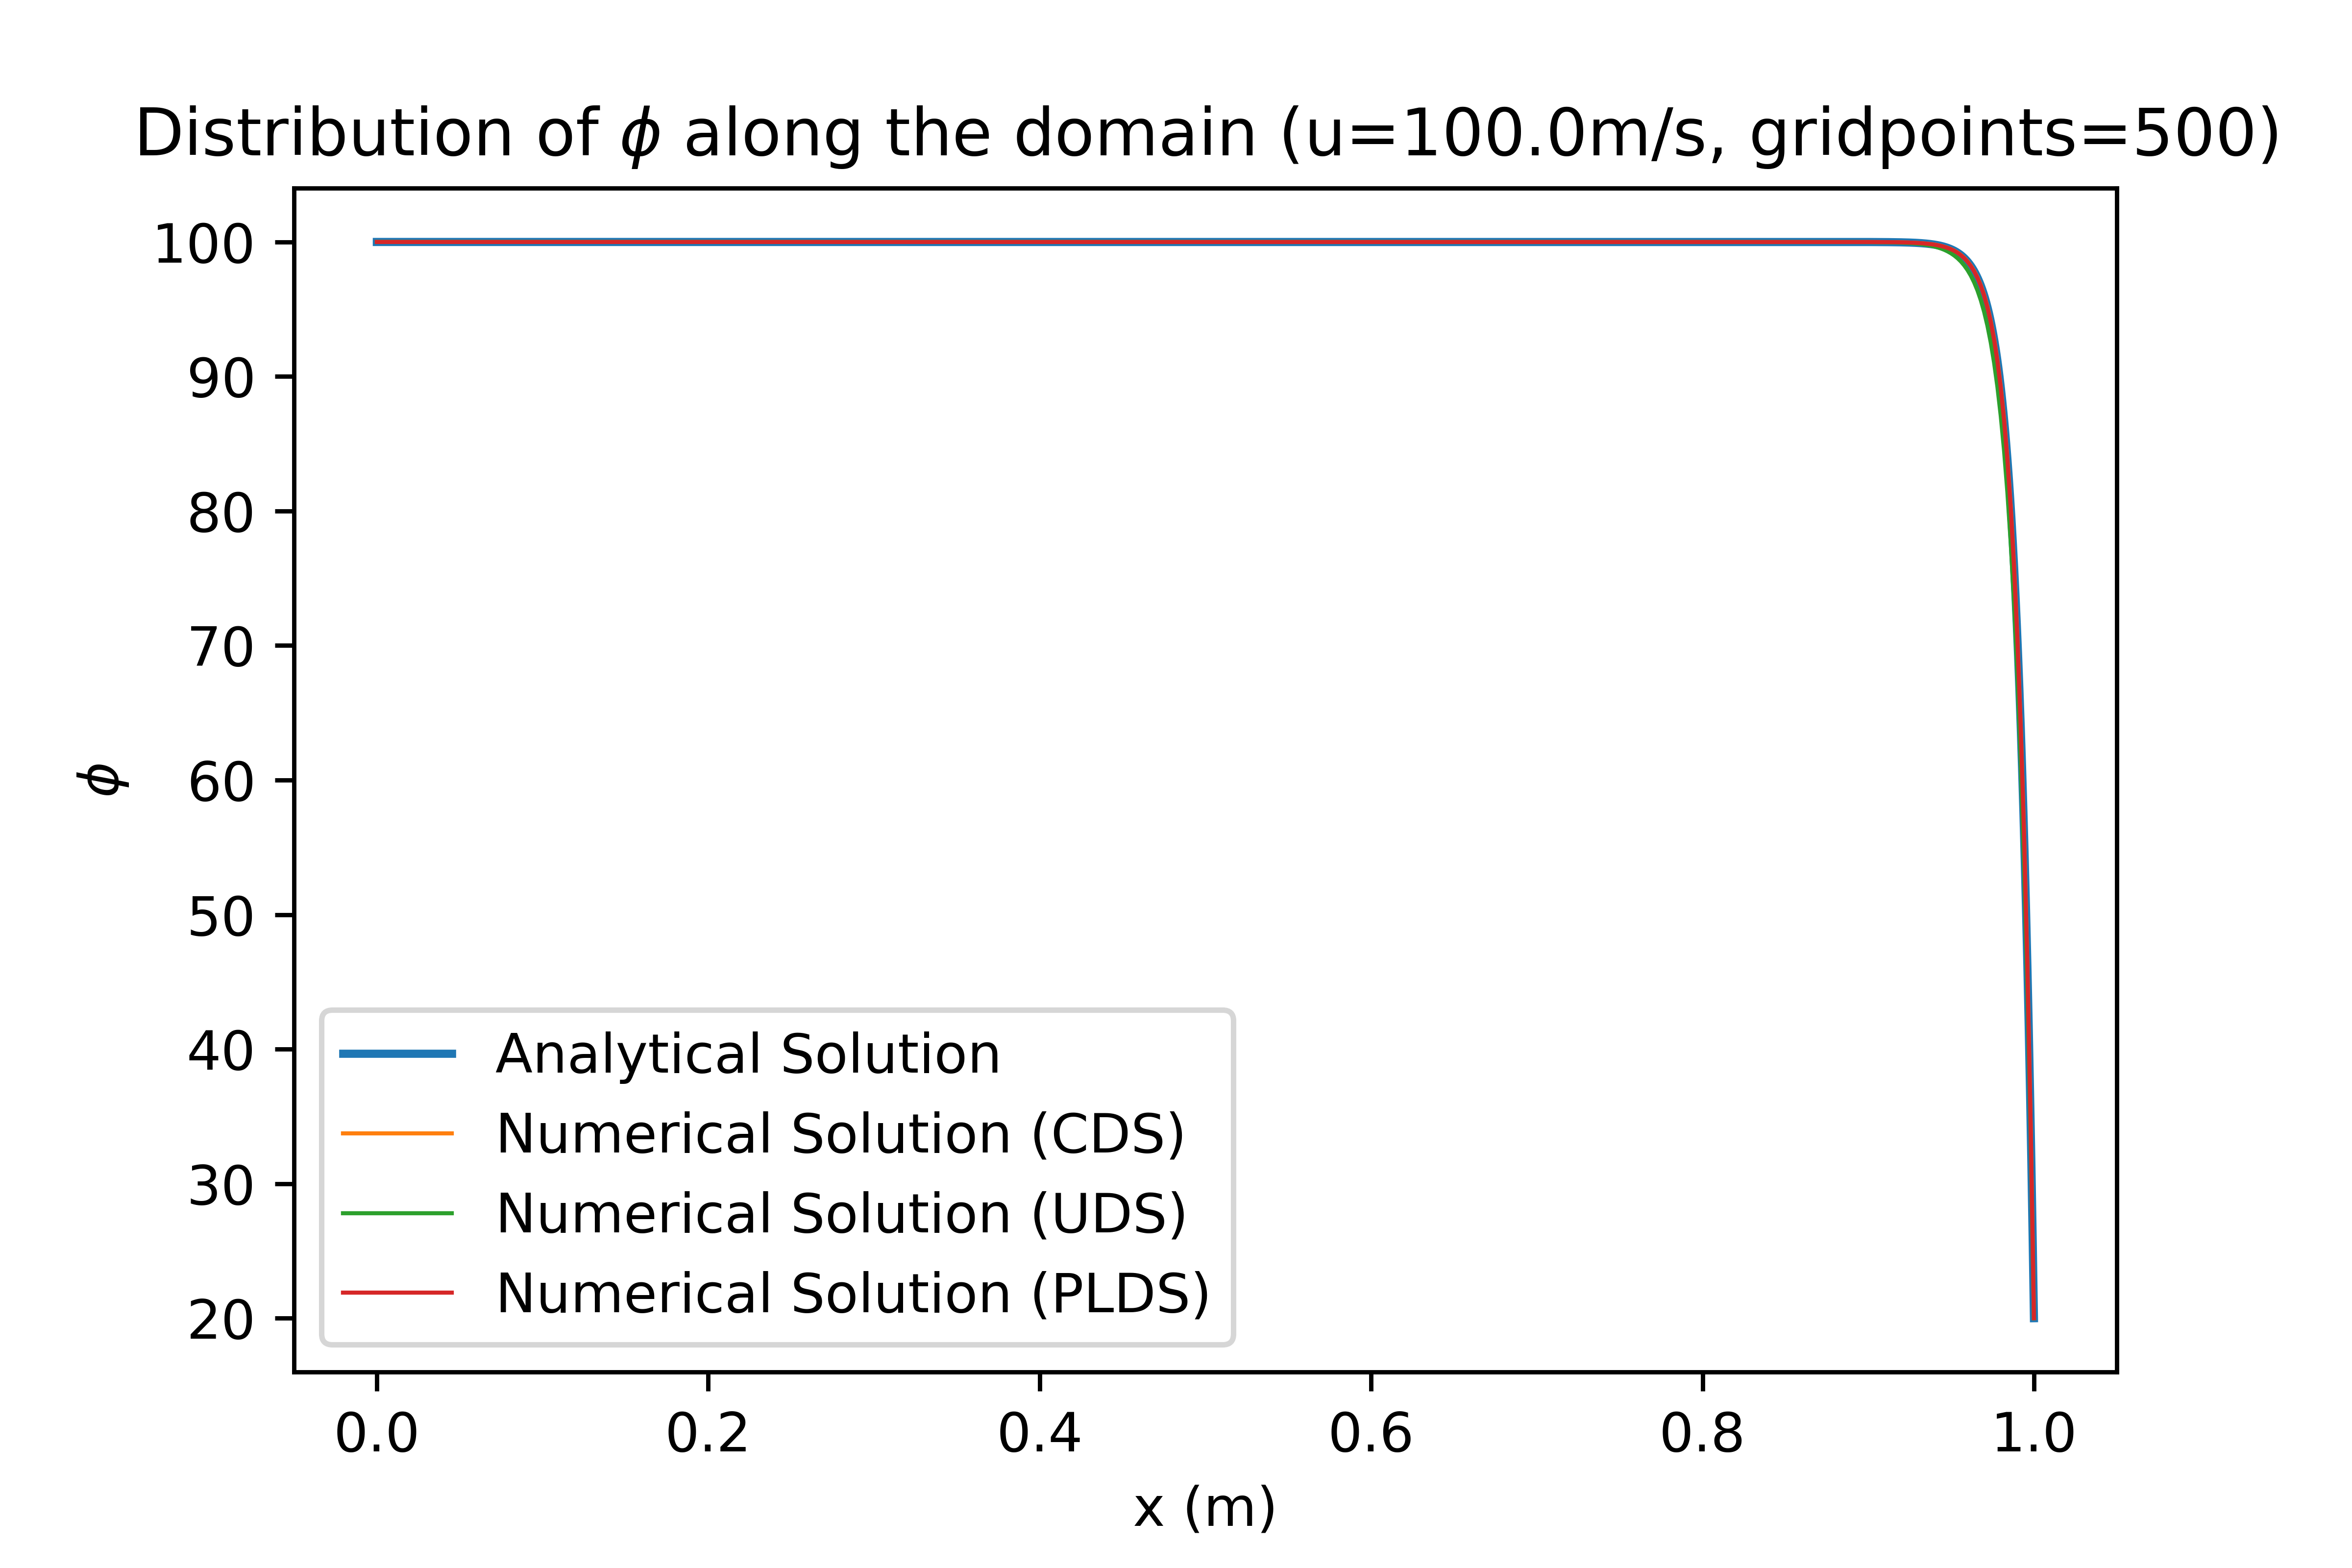 Distribution of ϕ along the domain (u=100.0m/s, gridpoints=500)
100
90
80
70
60
50
40
30
20
ϕ
Analytical Solution
Numerical Solution (CDS)
Numerical Solution (UDS)
Numerical Solution (PLDS)
0.0 0.2 0.4 0.6 0.8 1.0
x (m)